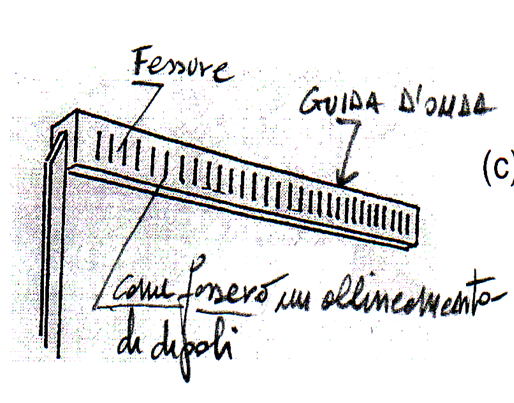 Fessure
GUIDA D'ONDA
(c)
come fossero un allineamento
di dipoli